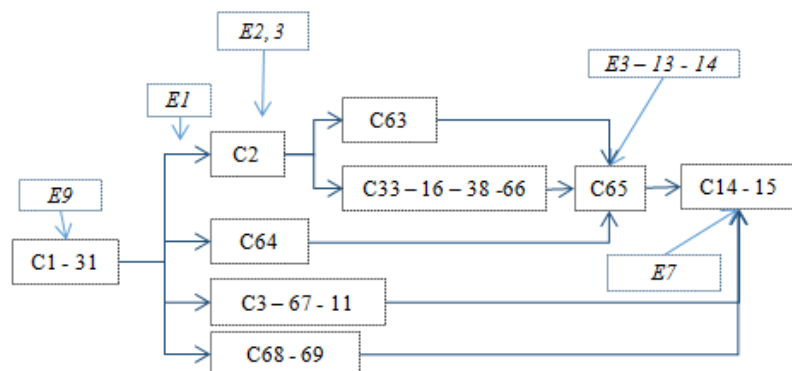 E2, 3
E3 – 13 - 14
E1
C63
C2
C33 – 16 – 38 -66
C65
C14 - 15
E9
C64
C1 - 31
E7
C3 – 67 - 11
C68 - 69